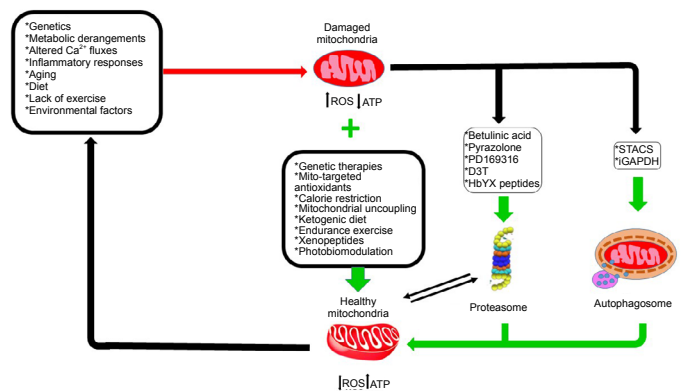 *Genetics
*Metabolic derangements
*Altered Ca²⁺ fluxes
*Inflammatory responses
*Aging
*Diet
*Lack of exercise
*Environmental factors
Damaged
mitochondria
↑ROS ↓ATP
+
*Genetic therapies
*Mito-targeted
antioxidants
*Calorie restriction
*Mitochondrial uncoupling
*Ketogenic diet
*Endurance exercise
*Xenopeptides
*Photobiomodulation
*Betulinic acid
*Pyrazolone
*PD169316
*D3T
*HbYX peptides
*STACS
*iGAPDH
Healthy
mitochondria
Proteasome
Autophagosome
↓ROS ↑ATP